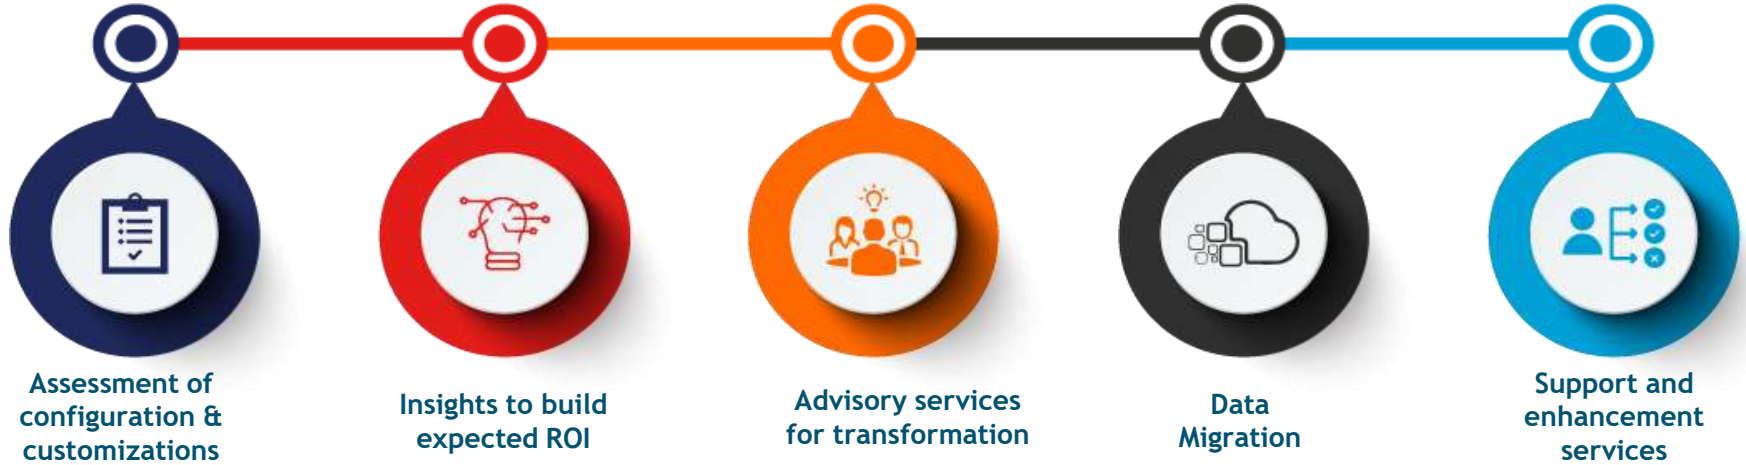 Assessment of
configuration &
customizations
Insights to build
expected ROI
Advisory services
for transformation
Data
Migration
Support and
enhancement
services